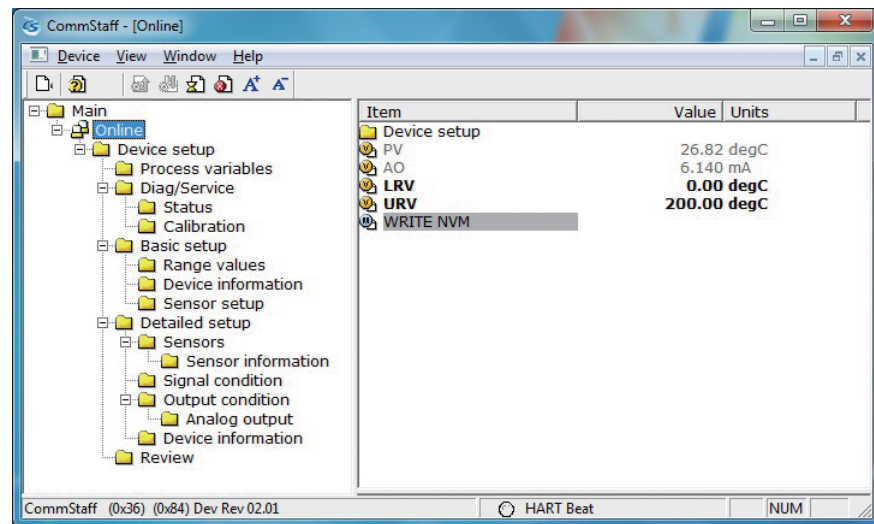 CommStaff - [Online]
Device View Window Help
A+ A-
Main
Online
Device setup
Process variables
Diag/Service
Status
Calibration
Basic setup
Range values
Device information
Sensor setup
Detailed setup
Sensors
Sensor information
Signal condition
Output condition
Analog output
Device information
Review
Item Value Units
Device setup
PV 26.82 degC
AO 6.140 mA
LRV 0.00 degC
URV 200.00 degC
WRITE NVM
CommStaff (0x36) (0x84) Dev Rev 02.01 HART Beat NUM